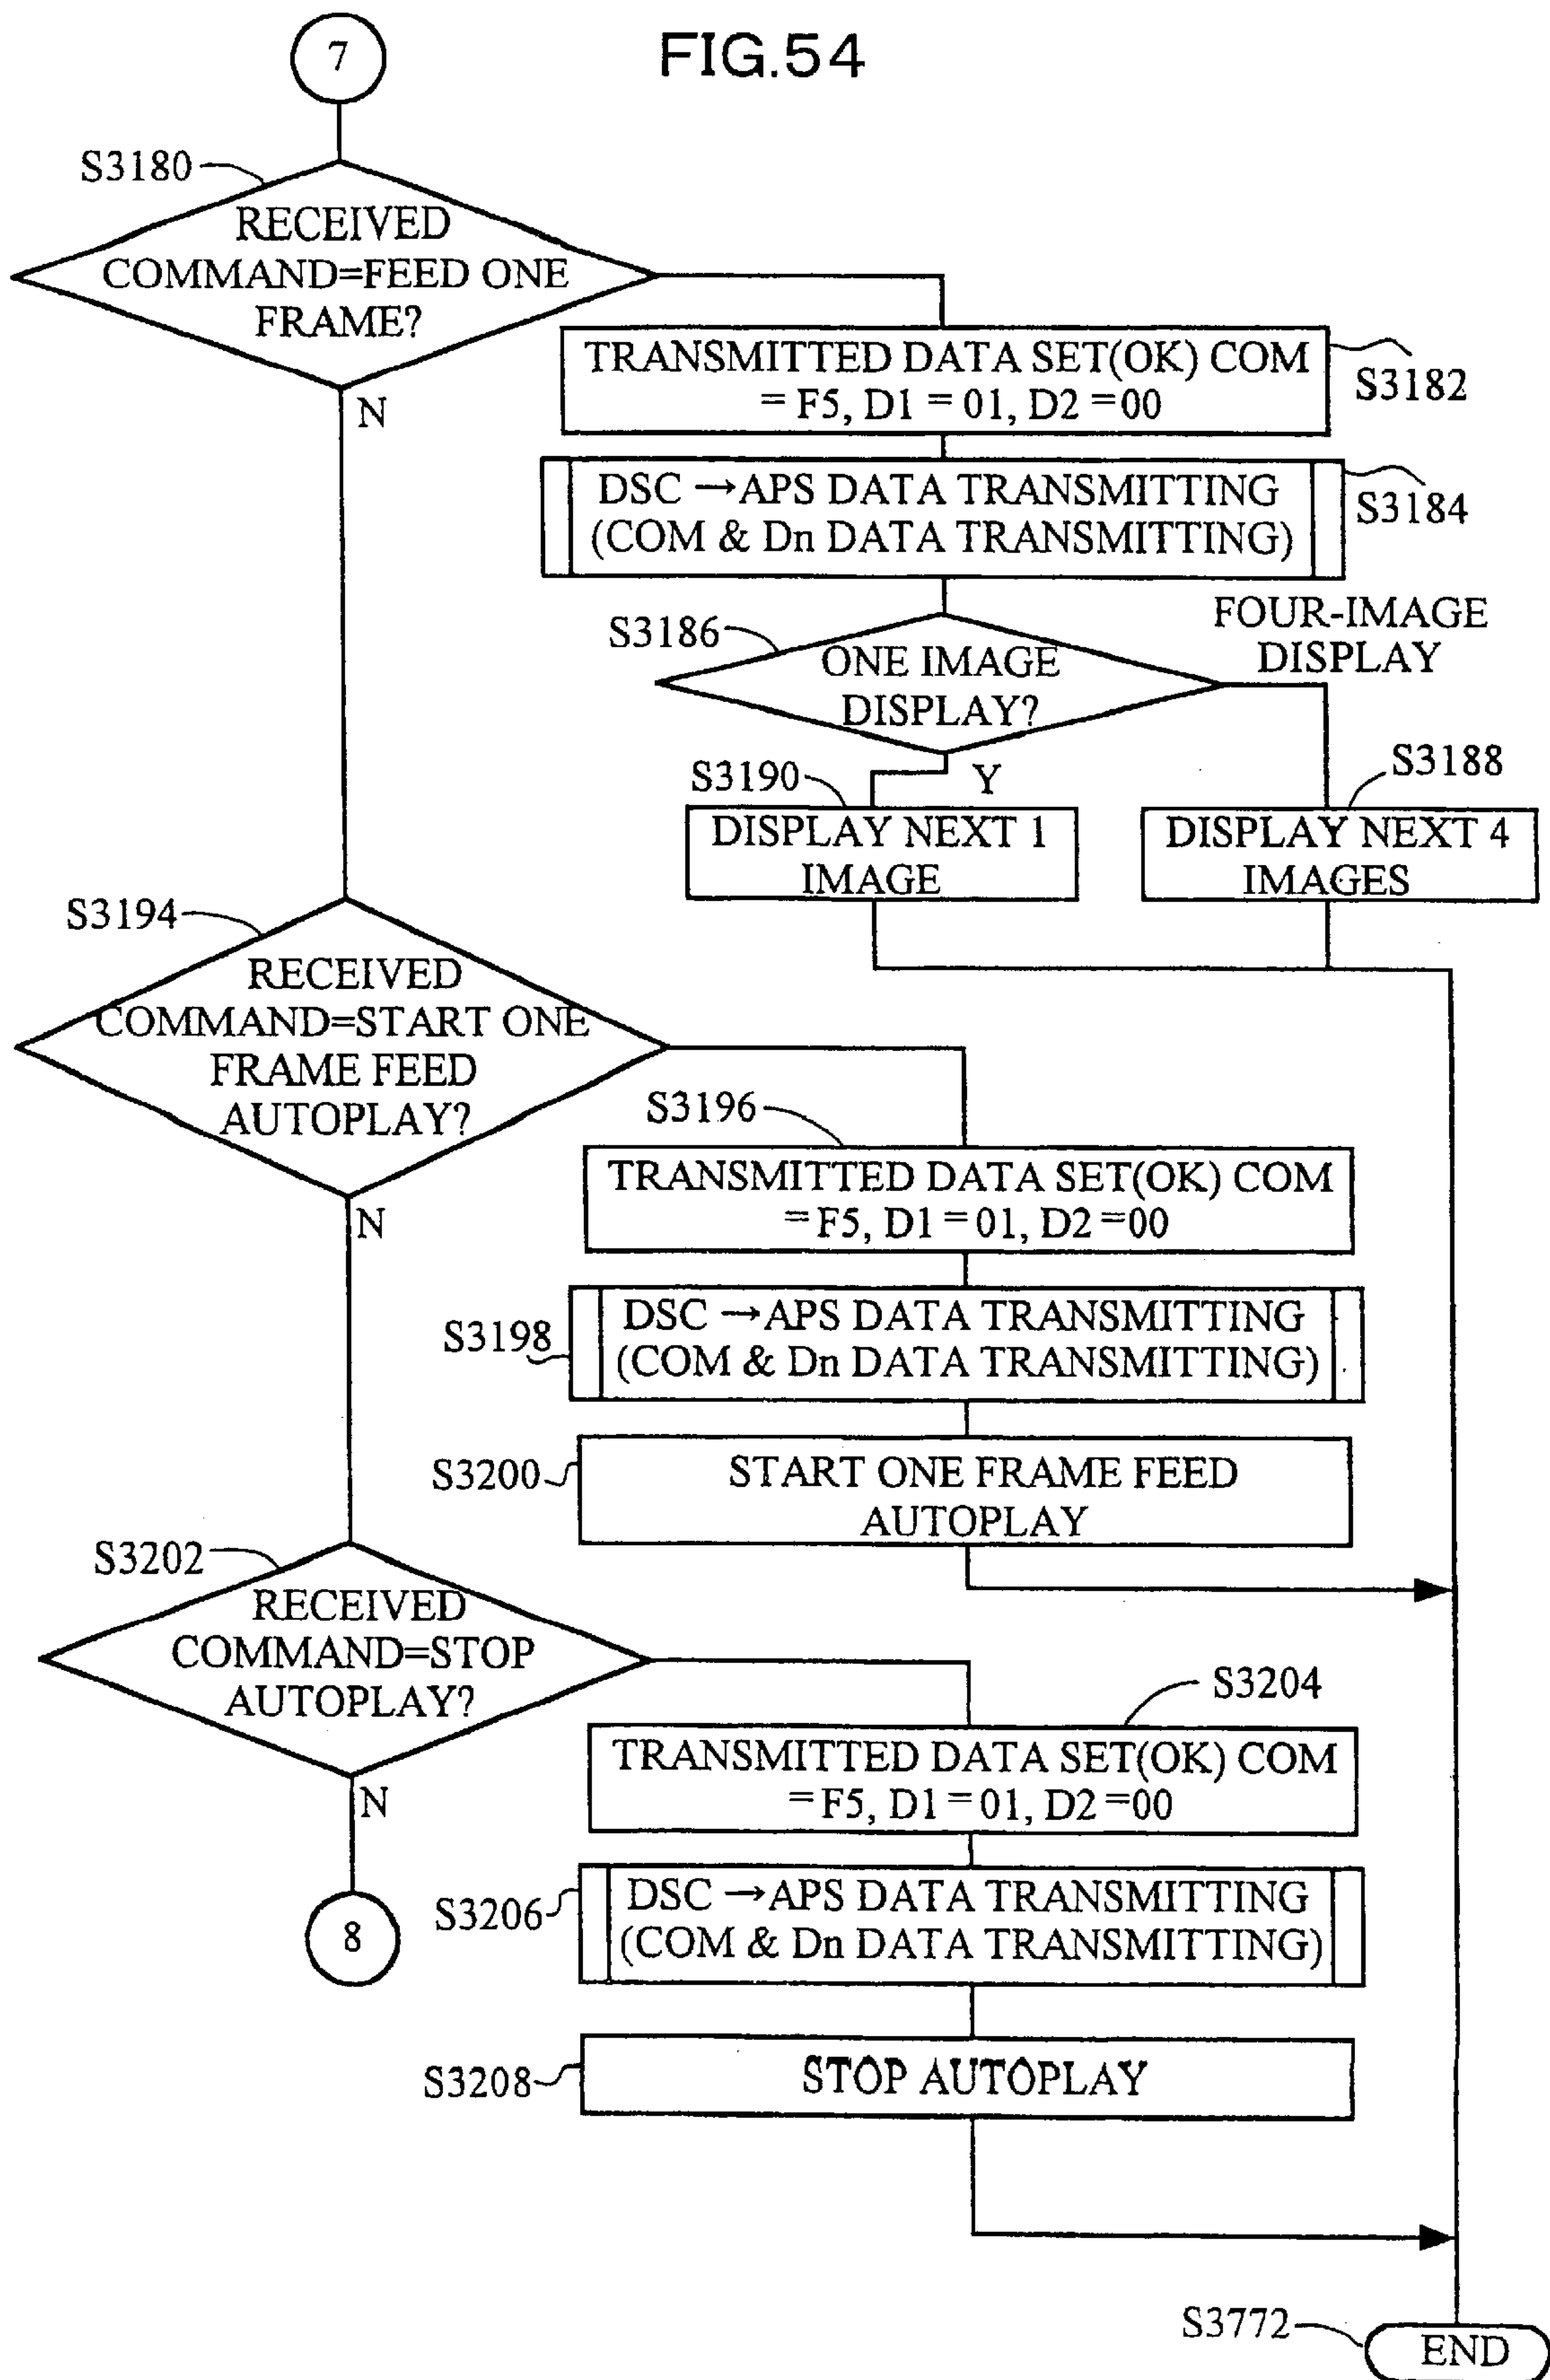 FIG.54
7
S3180
RECEIVED
COMMAND=FEED ONE
FRAME?
N
TRANSMITTED DATA SET(OK) COM
= F5, D1 = 01, D2 =00
S3182
DSC →APS DATA TRANSMITTING
(COM & Dn DATA TRANSMITTING)
S3184
S3186
ONE IMAGE
DISPLAY?
FOUR-IMAGE
DISPLAY
Y
S3190
DISPLAY NEXT 1
IMAGE
S3188
DISPLAY NEXT 4
IMAGES
S3194
RECEIVED
COMMAND=START ONE
FRAME FEED
AUTOPLAY?
N
S3196
TRANSMITTED DATA SET(OK) COM
=F5, D1 = 01, D2 =00
S3198
DSC →APS DATA TRANSMITTING
(COM & Dn DATA TRANSMITTING)
S3200
START ONE FRAME FEED
AUTOPLAY
S3202
RECEIVED
COMMAND=STOP
AUTOPLAY?
N
8
S3204
TRANSMITTED DATA SET(OK) COM
=F5, D1 = 01, D2 =00
S3206
DSC →APS DATA TRANSMITTING
(COM & Dn DATA TRANSMITTING)
S3208
STOP AUTOPLAY
S3772
END